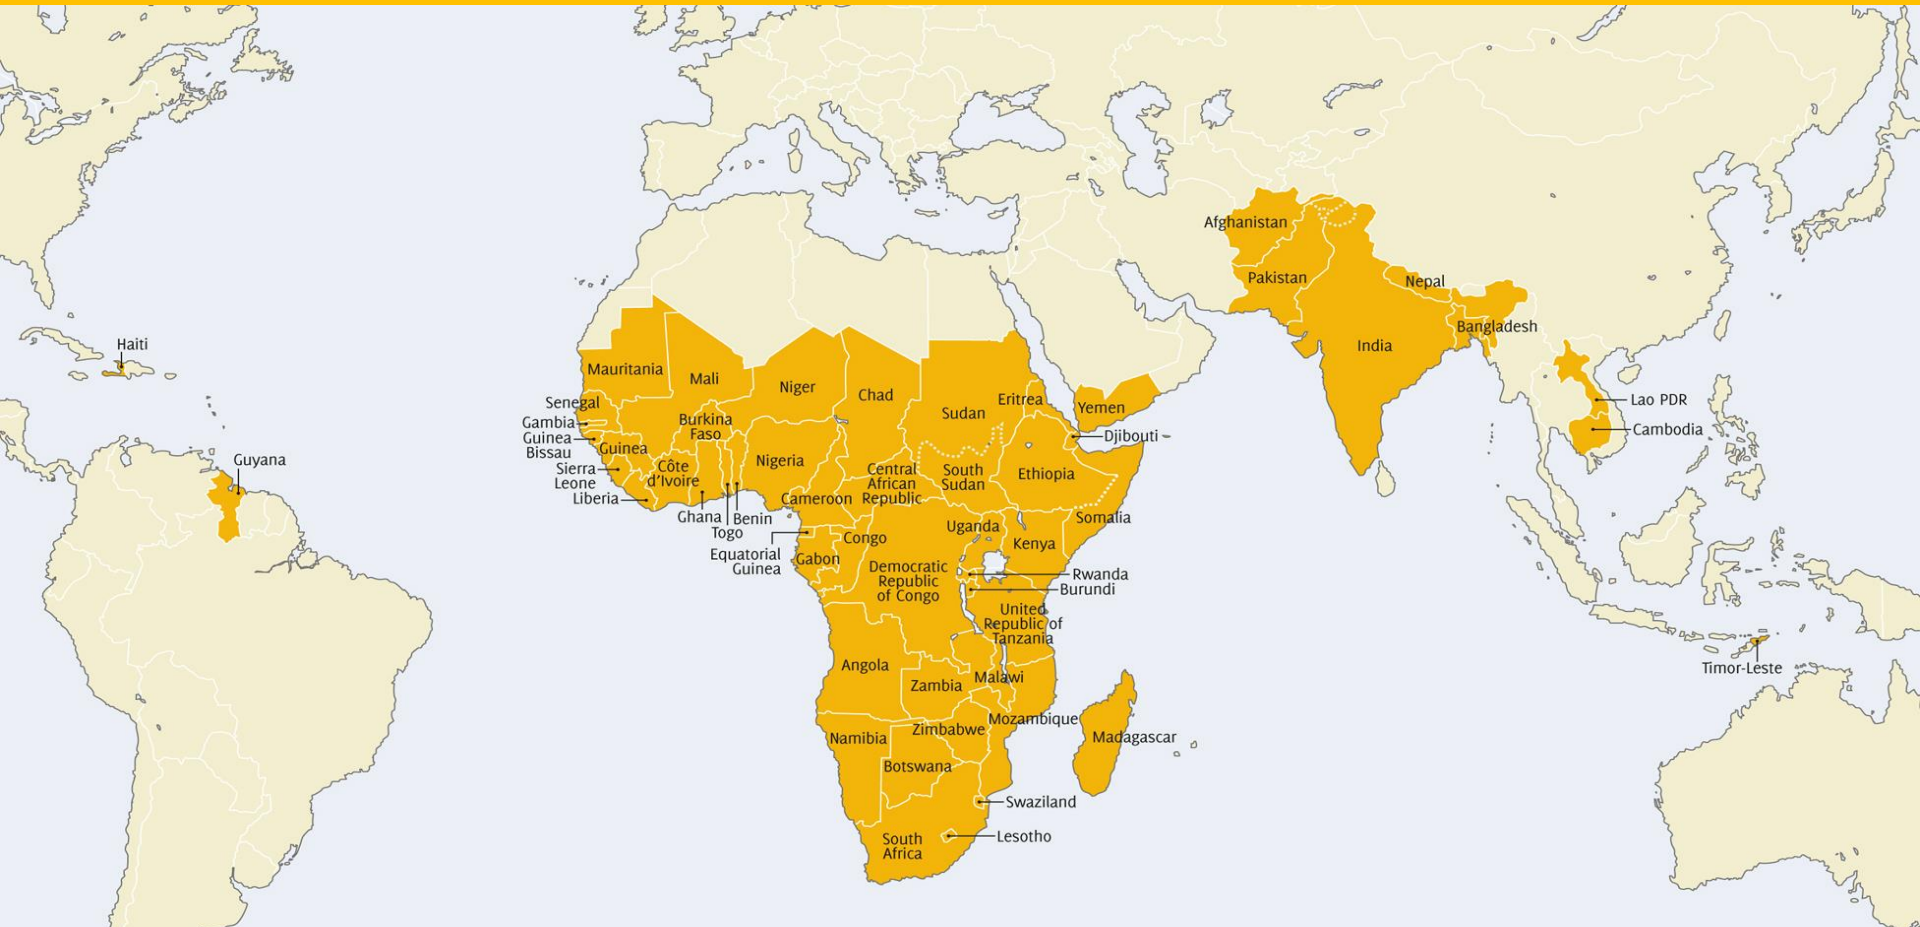 Afghanistan
Pakistan
Nepal
Bangladesh
India
Haiti
Lao PDR
Cambodia
Timor-Leste
Guyana
Mauritania
Mali
Niger
Chad
Sudan
Eritrea
Yemen
Djibouti
Senegal
Gambia
Guinea
Bissau
Guinea
Sierra
Leone
Liberia
Burkina
Faso
Côte
d'Ivoire
Ghana
Togo
Benin
Nigeria
Cameroon
Central
African
Republic
South
Sudan
Ethiopia
Somalia
Equatorial
Guinea
Gabon
Congo
Democratic
Republic
of Congo
Uganda
Kenya
Rwanda
Burundi
United
Republic of
Tanzania
Angola
Zambia
Malawi
Mozambique
Namibia
Zimbabwe
Botswana
Madagascar
Swaziland
Lesotho
South
Africa